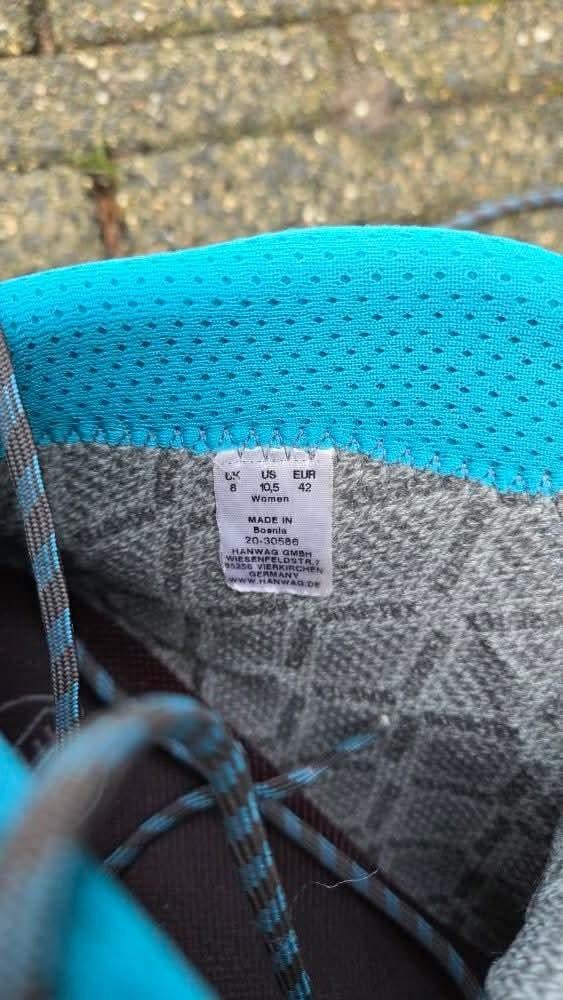 UK US EUR
8 10,5 42
Women
MADE IN
Bosnia
20-30586
HANWAG GMBH
WIESENFELDSTR.7
85256 VIERKIRCHEN
GERMANY
WWW.HANWAG.DE